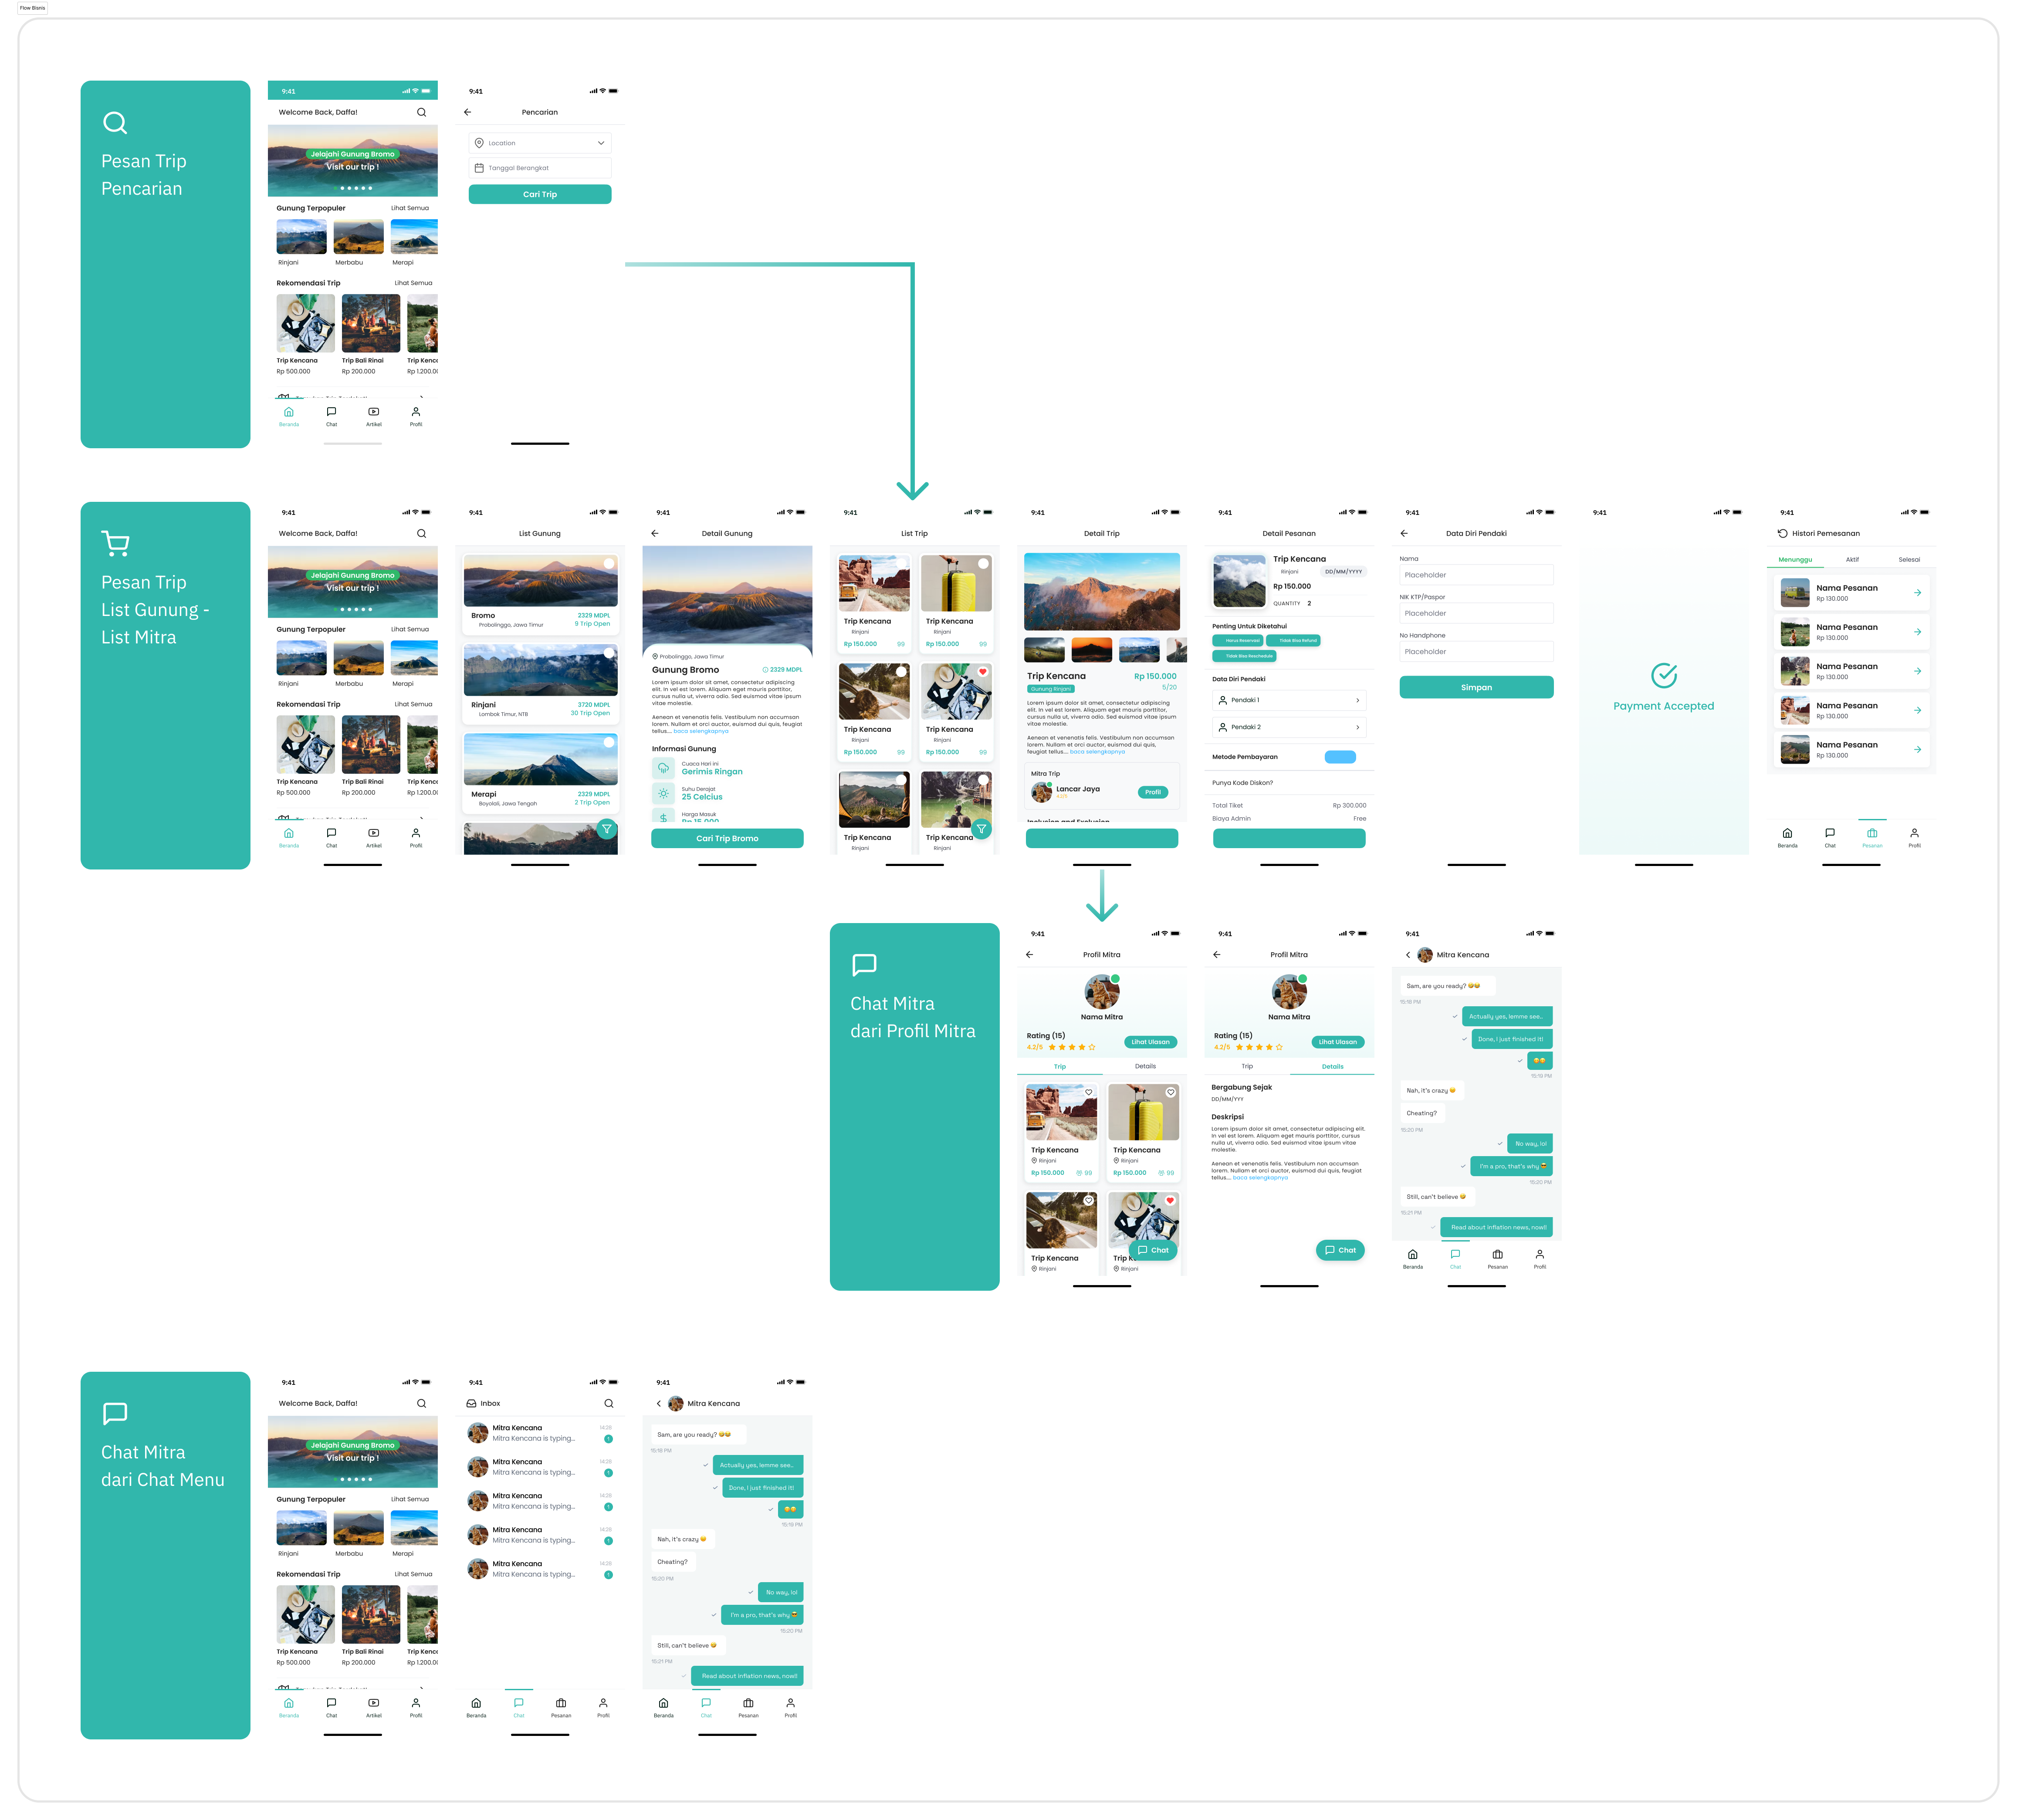 Flow Bisnis
Pesan Trip
Pencarian
9:41
Welcome Back, Daffa!
Jelajahi Gunung Bromo
Visit our trip !
Gunung Terpopuler
Lihat Semua
Rinjani
Merbabu
Merapi
Rekomendasi Trip
Lihat Semua
Trip Kencana
Trip Bali Rinai
Trip Kenc
Rp 500.000
Rp 200.000
Rp 1.200.0
Beranda
Chat
Artikel
Profil
9:41
Pencarian
Location
Tanggal Berangkat
Cari Trip
Pesan Trip
List Gunung -
List Mitra
9:41
Welcome Back, Daffa!
Jelajahi Gunung Bromo
Visit our trip !
Gunung Terpopuler
Lihat Semua
Rinjani
Merbabu
Merapi
Rekomendasi Trip
Lihat Semua
Trip Kencana
Trip Bali Rinai
Trip Kenc
Rp 500.000
Rp 200.000
Rp 1.200.0
Beranda
Chat
Artikel
Profil
9:41
List Gunung
Bromo
2329 MDPL
Probolinggo, Jawa Timur
9 Trip Open
Rinjani
3720 MDPL
Lombok Timur, NTB
30 Trip Open
Merapi
2329 MDPL
Boyolali, Jawa Tengah
2 Trip Open
9:41
Detail Gunung
Probolinggo, Jawa Timur
Gunung Bromo
2329 MDPL
Lorem ipsum dolor sit amet, consectetur adipiscing
elit. In vel est lorem. Aliquam eget mauris porttitor,
cursus nulla ut, viverra odio. Sed euismod vitae ipsum
vitae molestie.
Aenean et venenatis felis. Vestibulum non accumsan
lorem. Nullam et orci auctor, euismod dui quis, feugiat
tellus.... baca selengkapnya
Informasi Gunung
Cuaca Hari ini
Gerimis Ringan
Suhu Derajat
25 Celcius
Harga Masuk
Rp 15.000
Cari Trip Bromo
9:41
List Trip
Trip Kencana
Rinjani
Rp 150.000
99
Trip Kencana
Rinjani
Rp 150.000
99
Trip Kencana
Rinjani
Rp 150.000
99
Trip Kencana
Rinjani
Rp 150.000
99
Trip Kencana
Rinjani
Trip Kencana
Rinjani
9:41
Detail Trip
Trip Kencana
Rp 150.000
Gunung Rinjani
5/20
Lorem ipsum dolor sit amet, consectetur adipiscing
elit. In vel est lorem. Aliquam eget mauris porttitor,
cursus nulla ut, viverra odio. Sed euismod vitae ipsum
vitae molestie.
Aenean et venenatis felis. Vestibulum non accumsan
lorem. Nullam et orci auctor, euismod dui quis,
feugiat tellus.... baca selengkapnya
Mitra Trip
Lancar Jaya
Profil
Inclusion and Exclusion
9:41
Detail Pesanan
Trip Kencana
Rinjani
DD/MM/YYYY
Rp 150.000
QUANTITY 2
Penting Untuk Diketahui
Harus Reservasi
Tidak Bisa Refund
Tidak Bisa Reschedule
Data Diri Pendaki
Pendaki 1
Pendaki 2
Metode Pembayaran
Punya Kode Diskon?
Total Tiket
Rp 300.000
Biaya Admin
Free
9:41
Data Diri Pendaki
Nama
Placeholder
NIK KTP/Paspor
Placeholder
No Handphone
Placeholder
Simpan
9:41
Payment Accepted
9:41
Histori Pemesanan
Menunggu
Aktif
Selesai
Nama Pesanan
Rp 130.000
Nama Pesanan
Rp 130.000
Nama Pesanan
Rp 130.000
Nama Pesanan
Rp 130.000
Nama Pesanan
Rp 130.000
Beranda
Chat
Pesanan
Profil
Chat Mitra
dari Profil Mitra
9:41
Profil Mitra
Nama Mitra
Rating (15)
4.2/5
Lihat Ulasan
Trip
Details
Trip Kencana
Rinjani
Rp 150.000
99
Trip Kencana
Rinjani
Rp 150.000
99
Trip Kencana
Rinjani
Trip K
Rinjani
Chat
9:41
Profil Mitra
Nama Mitra
Rating (15)
4.2/5
Lihat Ulasan
Trip
Details
Bergabung Sejak
DD/MM/YYY
Deskripsi
Lorem ipsum dolor sit amet, consectetur adipiscing elit.
In vel est lorem. Aliquam eget mauris porttitor, cursus
nulla ut, viverra odio. Sed euismod vitae ipsum vitae
molestie.
Aenean et venenatis felis. Vestibulum non accumsan
lorem. Nullam et orci auctor, euismod dui quis, feugiat
tellus.... baca selengkapnya
Chat
9:41
Mitra Kencana
Sam, are you ready? 😂😂
15:18 PM
Actually yes, lemme see..
Done, I just finished it!
15:19 PM
Nah, it's crazy
Cheating?
15:20 PM
No way, lol
I'm a pro, that's why 😎
15:20 PM
Still, can't believe
15:21 PM
Read about inflation news, now!!
Beranda
Chat
Pesanan
Profil
Chat Mitra
dari Chat Menu
9:41
Welcome Back, Daffa!
Jelajahi Gunung Bromo
Visit our trip !
Gunung Terpopuler
Lihat Semua
Rinjani
Merbabu
Merapi
Rekomendasi Trip
Lihat Semua
Trip Kencana
Trip Bali Rinai
Trip Kenc
Rp 500.000
Rp 200.000
Rp 1.200.0
Beranda
Chat
Artikel
Profil
9:41
Inbox
Mitra Kencana
14:28
Mitra Kencana is typing...
1
Mitra Kencana
14:28
Mitra Kencana is typing...
1
Mitra Kencana
14:28
Mitra Kencana is typing...
1
Mitra Kencana
14:28
Mitra Kencana is typing...
1
Mitra Kencana
14:28
Mitra Kencana is typing...
1
Beranda
Chat
Pesanan
Profil
9:41
Mitra Kencana
Sam, are you ready? 😂😂
15:18 PM
Actually yes, lemme see..
Done, I just finished it!
15:19 PM
Nah, it's crazy
Cheating?
15:20 PM
No way, lol
I'm a pro, that's why 😎
15:20 PM
Still, can't believe
15:21 PM
Read about inflation news, now!!
Beranda
Chat
Pesanan
Profil